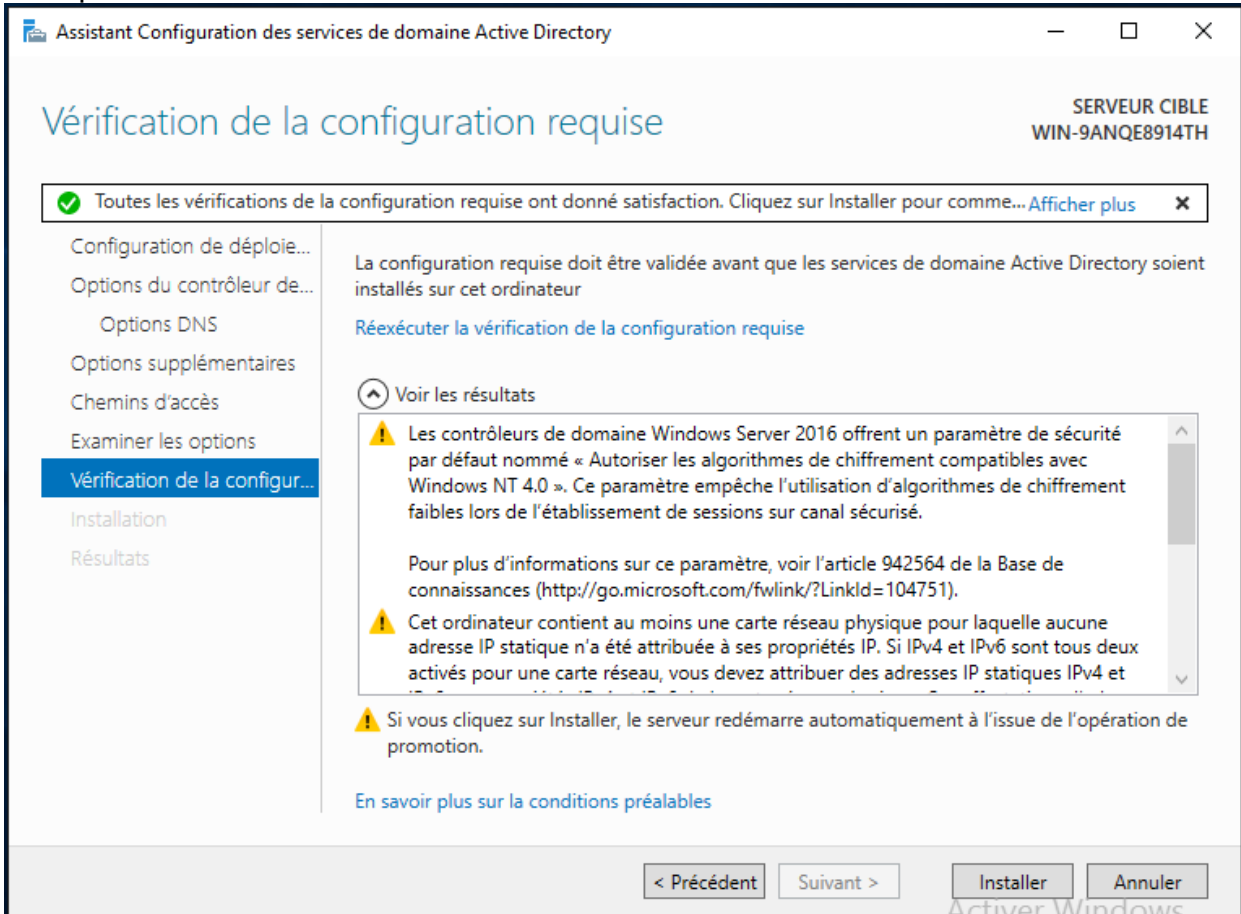 Assistant Configuration des services de domaine Active Directory
Vérification de la configuration requise
SERVEUR CIBLE
WIN-9ANQE8914TH
Toutes les vérifications de la configuration requise ont donné satisfaction. Cliquez sur Installer pour comme... Afficher plus
Configuration de déploie...
Options du contrôleur de...
Options DNS
Options supplémentaires
Chemins d'accès
Examiner les options
Vérification de la configur...
Installation
Résultats
La configuration requise doit être validée avant que les services de domaine Active Directory soient
installés sur cet ordinateur
Réexécuter la vérification de la configuration requise
Voir les résultats
Les contrôleurs de domaine Windows Server 2016 offrent un paramètre de sécurité
par défaut nommé « Autoriser les algorithmes de chiffrement compatibles avec
Windows NT 4.0 ». Ce paramètre empêche l'utilisation d'algorithmes de chiffrement
faibles lors de l'établissement de sessions sur canal sécurisé.
Pour plus d'informations sur ce paramètre, voir l'article 942564 de la Base de
connaissances (http://go.microsoft.com/fwlink/?LinkId=104751).
Cet ordinateur contient au moins une carte réseau physique pour laquelle aucune
adresse IP statique n'a été attribuée à ses propriétés IP. Si IPv4 et IPv6 sont tous deux
activés pour une carte réseau, vous devez attribuer des adresses IP statiques IPv4 et
Si vous cliquez sur Installer, le serveur redémarre automatiquement à l'issue de l'opération de
promotion.
En savoir plus sur la conditions préalables
< Précédent
Suivant >
Installer
Annuler
Activer Windows